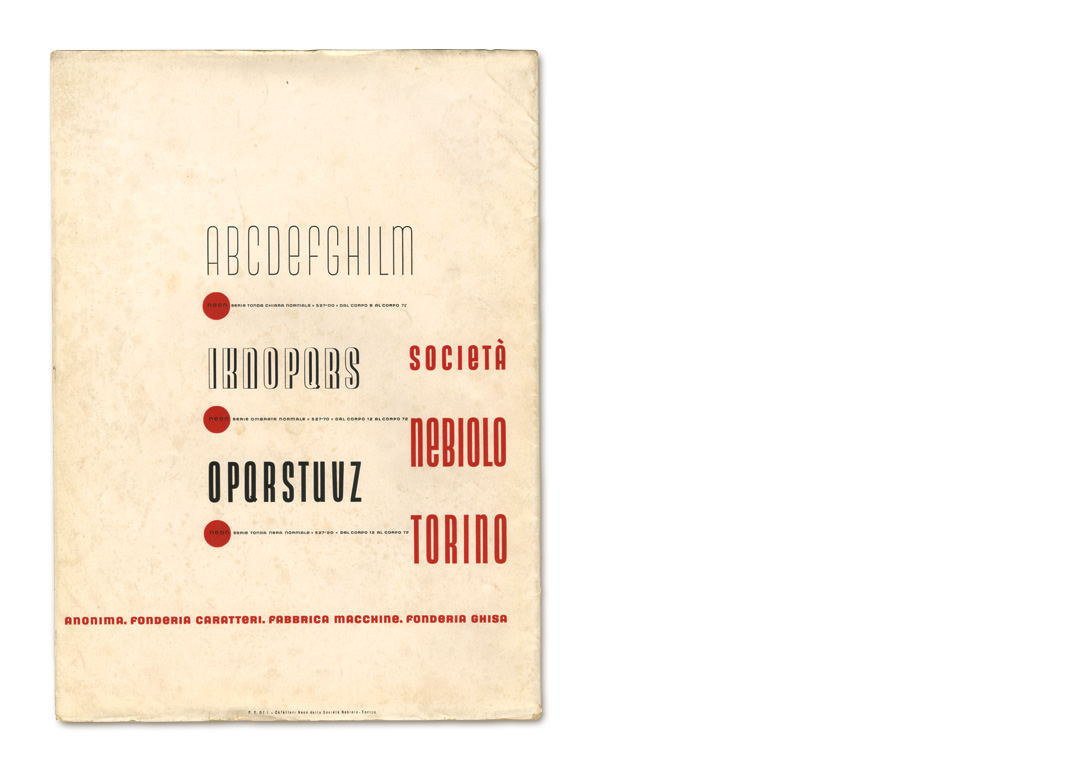 ABCDeFGHILM
neon serie tonda chiara normale • 527-00 • dal corpo 8 al corpo 72
IKNOPQRS
neon serie ombrata normale • 527-70 • dal corpo 12 al corpo 72
OPQRSTUVZ
neon serie tonda nera normale • 527-20 • dal corpo 12 al corpo 72
società
neBIOLO
TORINO
anonima. fonderia caratteri. fabbrica macchine. fonderia ghisa
Caratteri Neon della Società Nebiolo - Torino